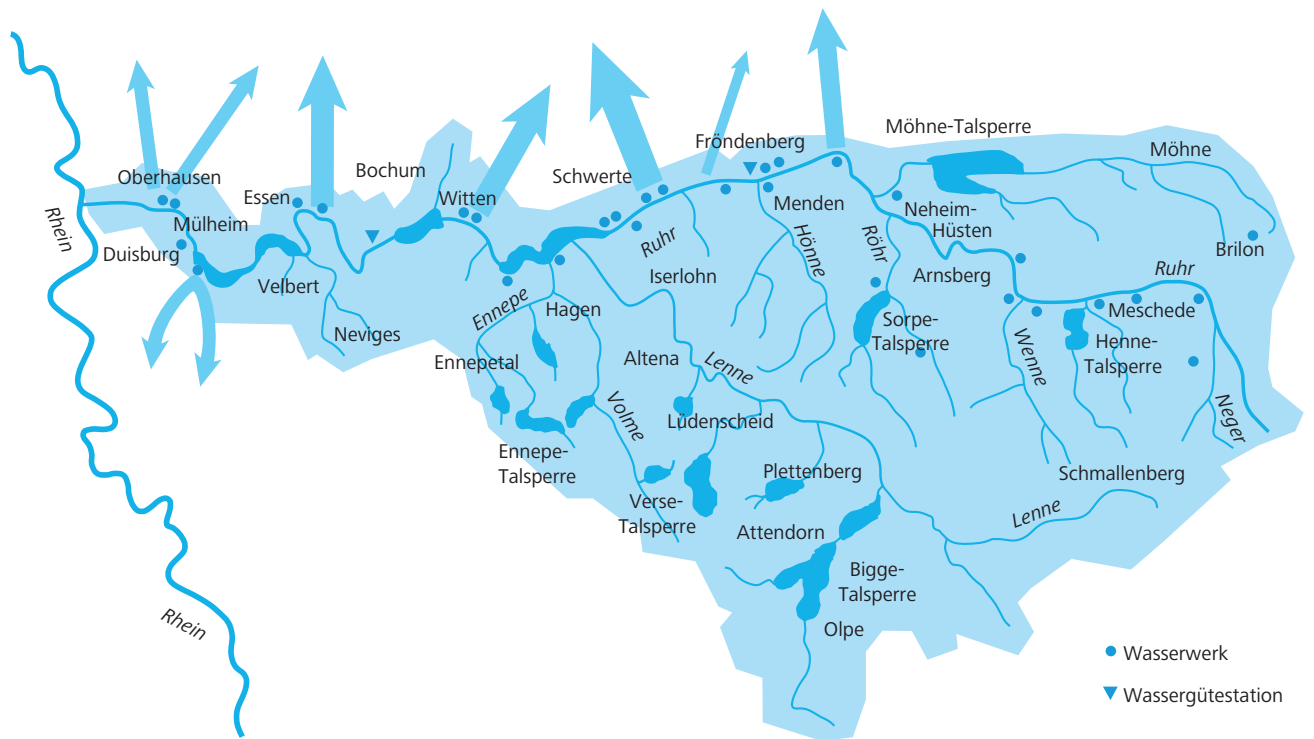 Möhne-Talsperre
Fröndenberg
Möhne
Bochum
Oberhausen
Schwerte
Essen
Witten
Menden
Neheim-
Hüsten
Mülheim
Rhein
Ruhr
Hönne
Röhr
Brilon
Duisburg
Velbert
Iserlohn
Arnsberg
Ruhr
Ennepe
Hagen
Meschede
Neviges
Sorpe-
Talsperre
Henne-
Talsperre
Wenne
Ennepetal
Altena
Lenne
Volme
Lüdenscheid
Neger
Ennepe-
Talsperre
Plettenberg
Schmallenberg
Verse-
Talsperre
Attendorn
Lenne
Bigge-
Talsperre
Rhein
Olpe
Wasserwerk
Wassergütestation